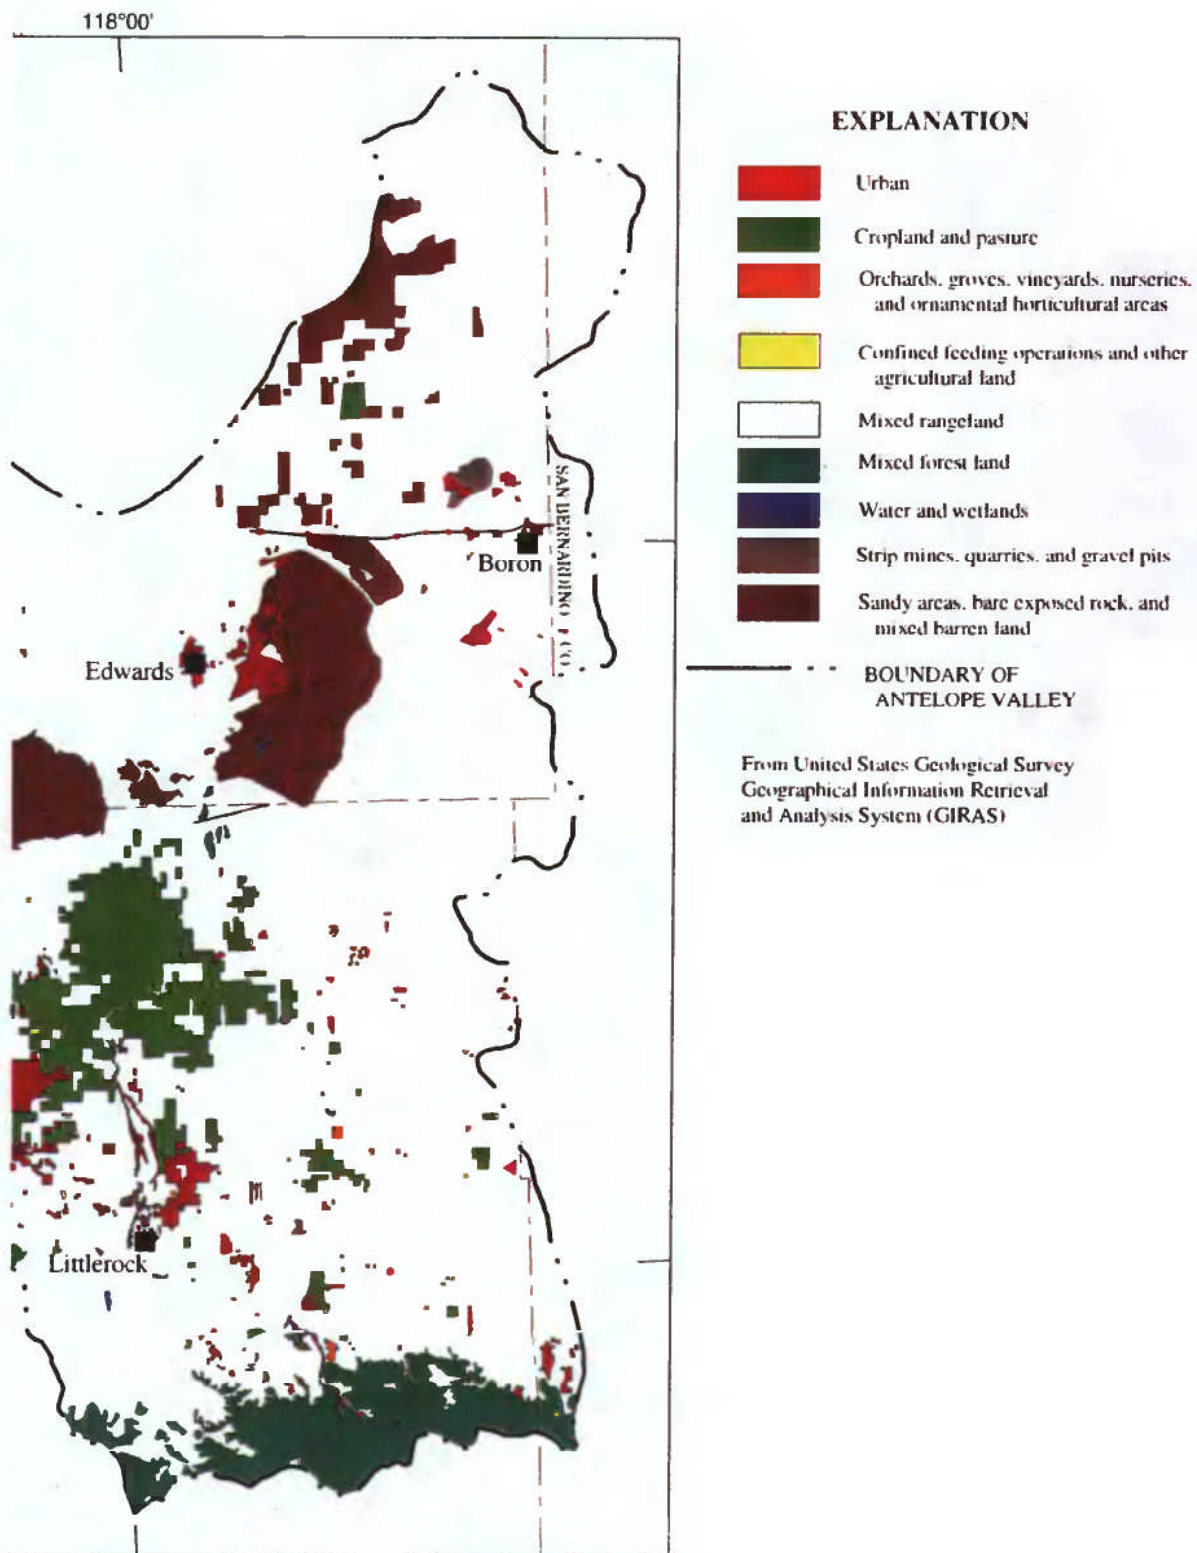 118°00'
EXPLANATION
Urban
Cropland and pasture
Orchards, groves, vineyards, nurseries,
and ornamental horticultural areas
Confined feeding operations and other
agricultural land
Mixed rangeland
Mixed forest land
Water and wetlands
Strip mines, quarries, and gravel pits
Sandy areas, bare exposed rock, and
mixed barren land
BOUNDARY OF
ANTELOPE VALLEY
From United States Geological Survey
Geographical Information Retrieval
and Analysis System (GIRAS)
SAN BERNARDINO CO
Boron
Edwards
Littlerock